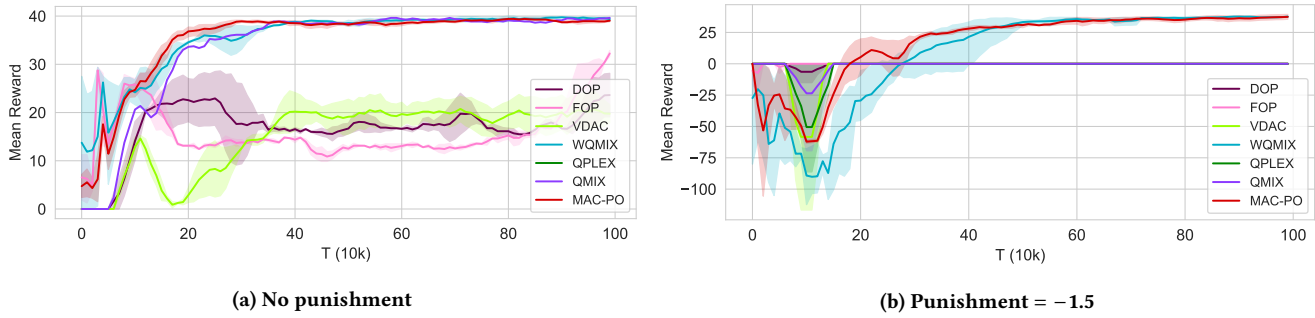 40
30
20
10
0
Mean Reward
DOP
FOP
VDAC
WQMIX
QPLEX
QMIX
MAC-PO
0 20 40 60 80 100
T (10k)
(a) No punishment
25
0
−25
−50
−75
−100
Mean Reward
DOP
FOP
VDAC
WQMIX
QPLEX
QMIX
MAC-PO
0 20 40 60 80 100
T (10k)
(b) Punishment = −1.5